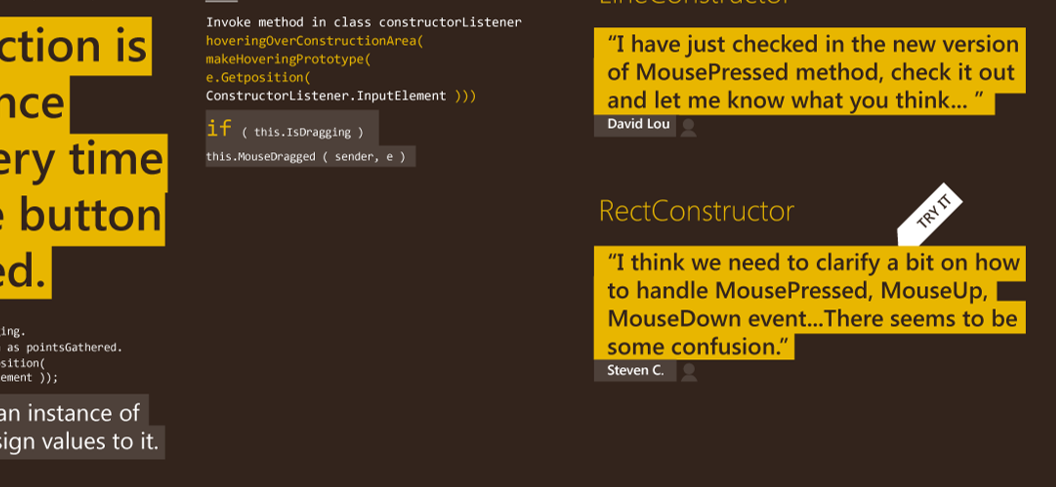 ction is
nce
ery time
e button
ed.
ing.
as pointsGathered.
sition(
ement ));
an instance of
sign values to it.
Invoke method in class constructorListener
hoveringOverConstructionArea(
makeHoveringPrototype(
e.Getposition(
ConstructorListener.InputElement )))
if ( this.IsDragging )
this.MouseDragged ( sender, e )
LineConstructor
“I have just checked in the new version
of MousePressed method, check it out
and let me know what you think... ”
David Lou
RectConstructor
TRY IT
“I think we need to clarify a bit on how
to handle MousePressed, MouseUp,
MouseDown event...There seems to be
some confusion.”
Steven C.